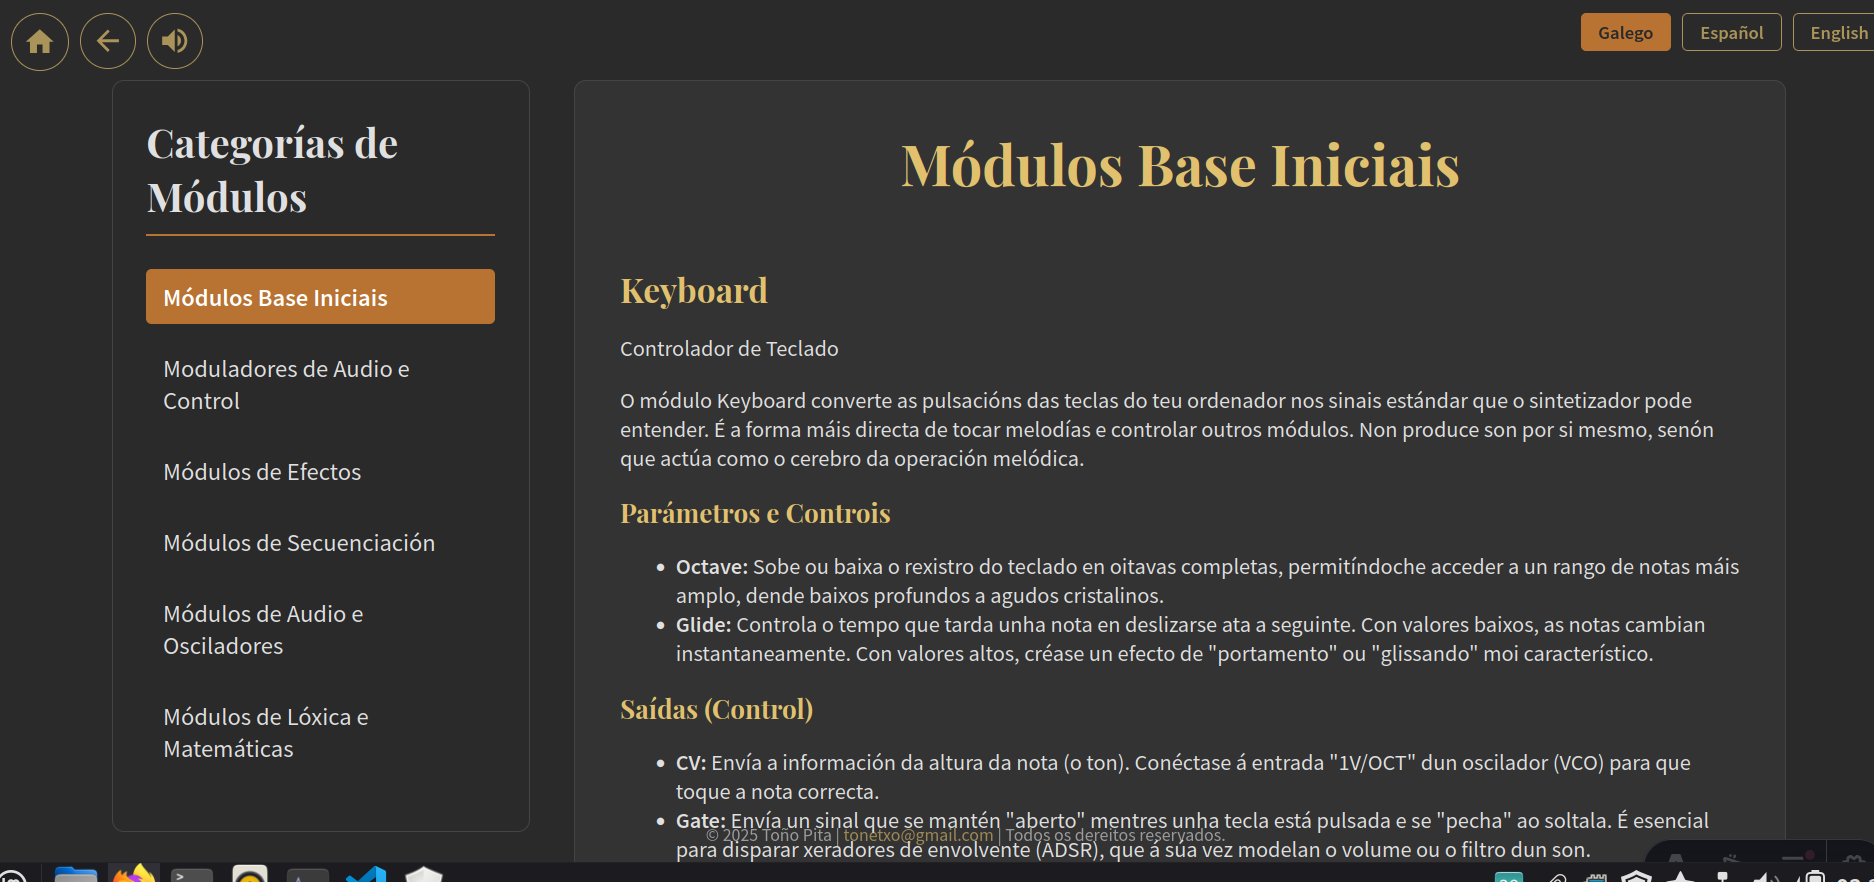 Galego
Español
English
Categorías de
Módulos
Módulos Base Iniciais
Moduladores de Audio e
Control
Módulos de Efectos
Módulos de Secuenciación
Módulos de Audio e
Osciladores
Módulos de Lóxica e
Matemáticas
Módulos Base Iniciais
Keyboard
Controlador de Teclado
O módulo Keyboard converte as pulsacións das teclas do teu ordenador nos sinais estándar que o sintetizador pode
entender. É a forma máis directa de tocar melodías e controlar outros módulos. Non produce son por si mesmo, senón
que actúa como o cerebro da operación melódica.
Parámetros e Controis
• Octave: Sobe ou baixa o rexistro do teclado en oitavas completas, permitíndoche acceder a un rango de notas máis
amplo, dende baixos profundos a agudos cristalinos.
• Glide: Controla o tempo que tarda unha nota en deslizarse ata a seguinte. Con valores baixos, as notas cambian
instantaneamente. Con valores altos, créase un efecto de "portamento" ou "glissando" moi característico.
Saídas (Control)
• CV: Envía a información da altura da nota (o ton). Conéctase á entrada "1V/OCT" dun oscilador (VCO) para que
toque a nota correcta.
• Gate: Envía un sinal que se mantén "aberto" mentres unha tecla está pulsada e se "pecha" ao soltala. É esencial
para disparar xeradores de envolvente (ADSR), que á súa vez modelan o volume ou o filtro dun son.
© 2025 Toño Pita | tonetxo@gmail.com | Todos os dereitos reservados.